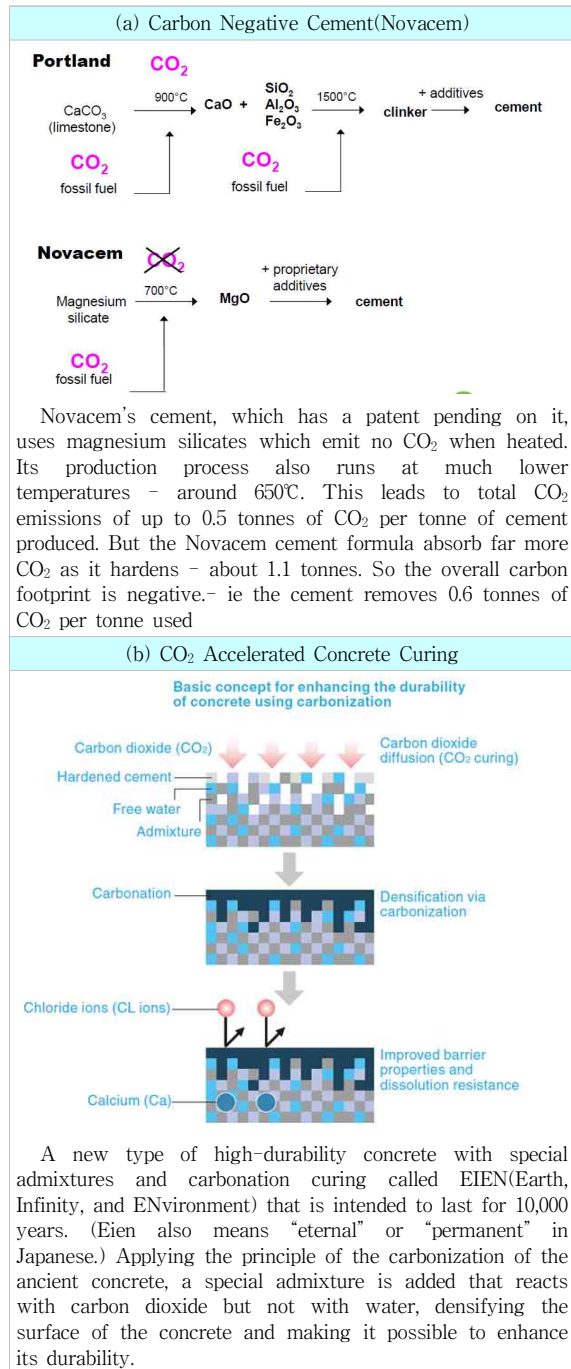 (a) Carbon Negative Cement(Novacem)
Portland
CO₂
CaCO₃
(limestone)
900°C
CaO +
SiO₂
Al₂O₃
Fe₂O₃
1500°C
clinker
+ additives
cement
CO₂
fossil fuel
CO₂
fossil fuel
Novacem
CO₂
Magnesium
silicate
700°C
MgO
+ proprietary
additives
cement
CO₂
fossil fuel
Novacem's cement, which has a patent pending on it,
uses magnesium silicates which emit no CO₂ when heated.
Its production process also runs at much lower
temperatures - around 650℃. This leads to total CO₂
emissions of up to 0.5 tonnes of CO₂ per tonne of cement
produced. But the Novacem cement formula absorb far more
CO₂ as it hardens - about 1.1 tonnes. So the overall carbon
footprint is negative.- ie the cement removes 0.6 tonnes of
CO₂ per tonne used
(b) CO₂ Accelerated Concrete Curing
Basic concept for enhancing the durability
of concrete using carbonization
Carbon dioxide (CO₂)
Carbon dioxide
diffusion (CO₂ curing)
Hardened cement
Free water
Admixture
Carbonation
Densification via
carbonization
Chloride ions (CL ions)
Improved barrier
properties and
dissolution resistance
Calcium (Ca)
A new type of high-durability concrete with special
admixtures and carbonation curing called EIEN(Earth,
Infinity, and ENvironment) that is intended to last for 10,000
years. (Eien also means "eternal" or "permanent" in
Japanese.) Applying the principle of the carbonization of the
ancient concrete, a special admixture is added that reacts
with carbon dioxide but not with water, densifying the
surface of the concrete and making it possible to enhance
its durability.